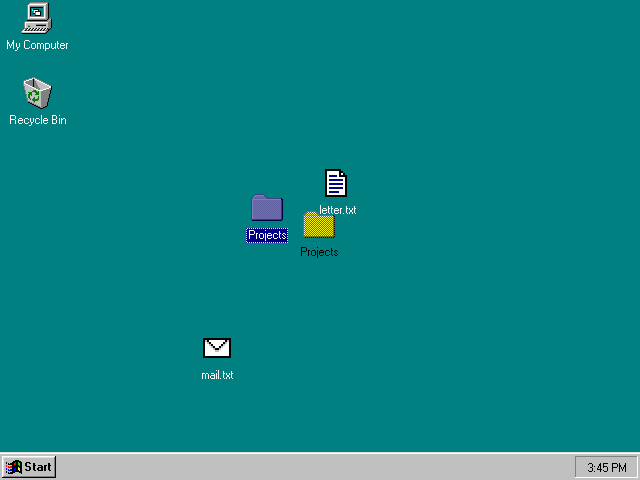 My Computer
Recycle Bin
letter.txt
Projects
Projects
mail.txt
Start
3:45 PM